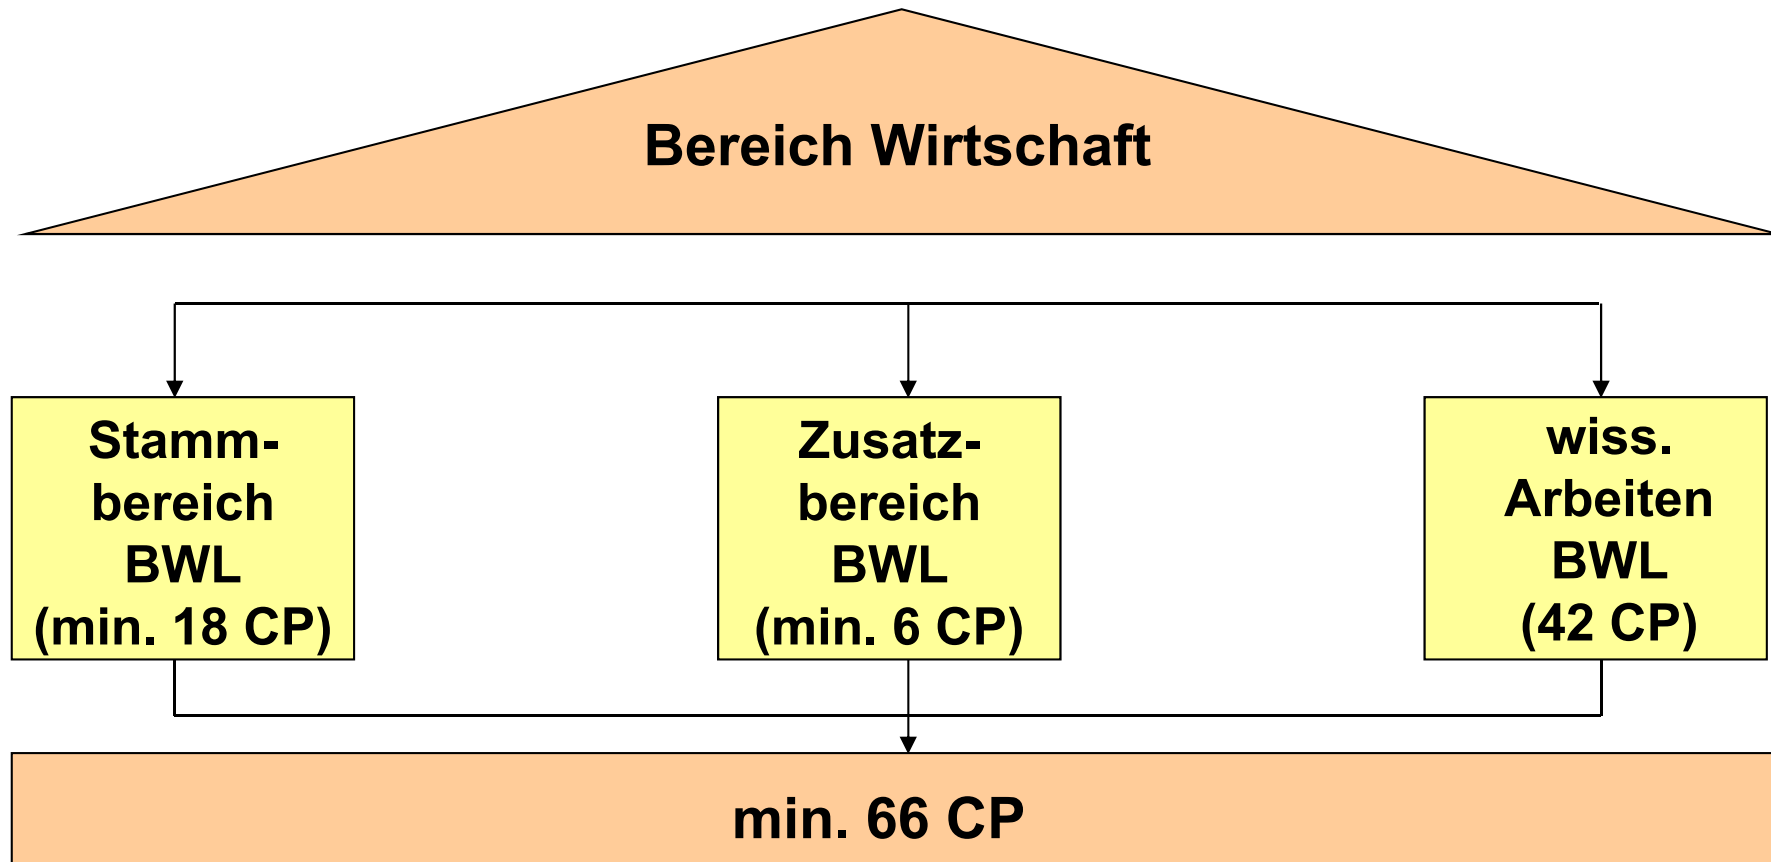 Bereich Wirtschaft
Stamm-
bereich
BWL
(min. 18 CP)
Zusatz-
bereich
BWL
(min. 6 CP)
wiss.
Arbeiten
BWL
(42 CP)
min. 66 CP